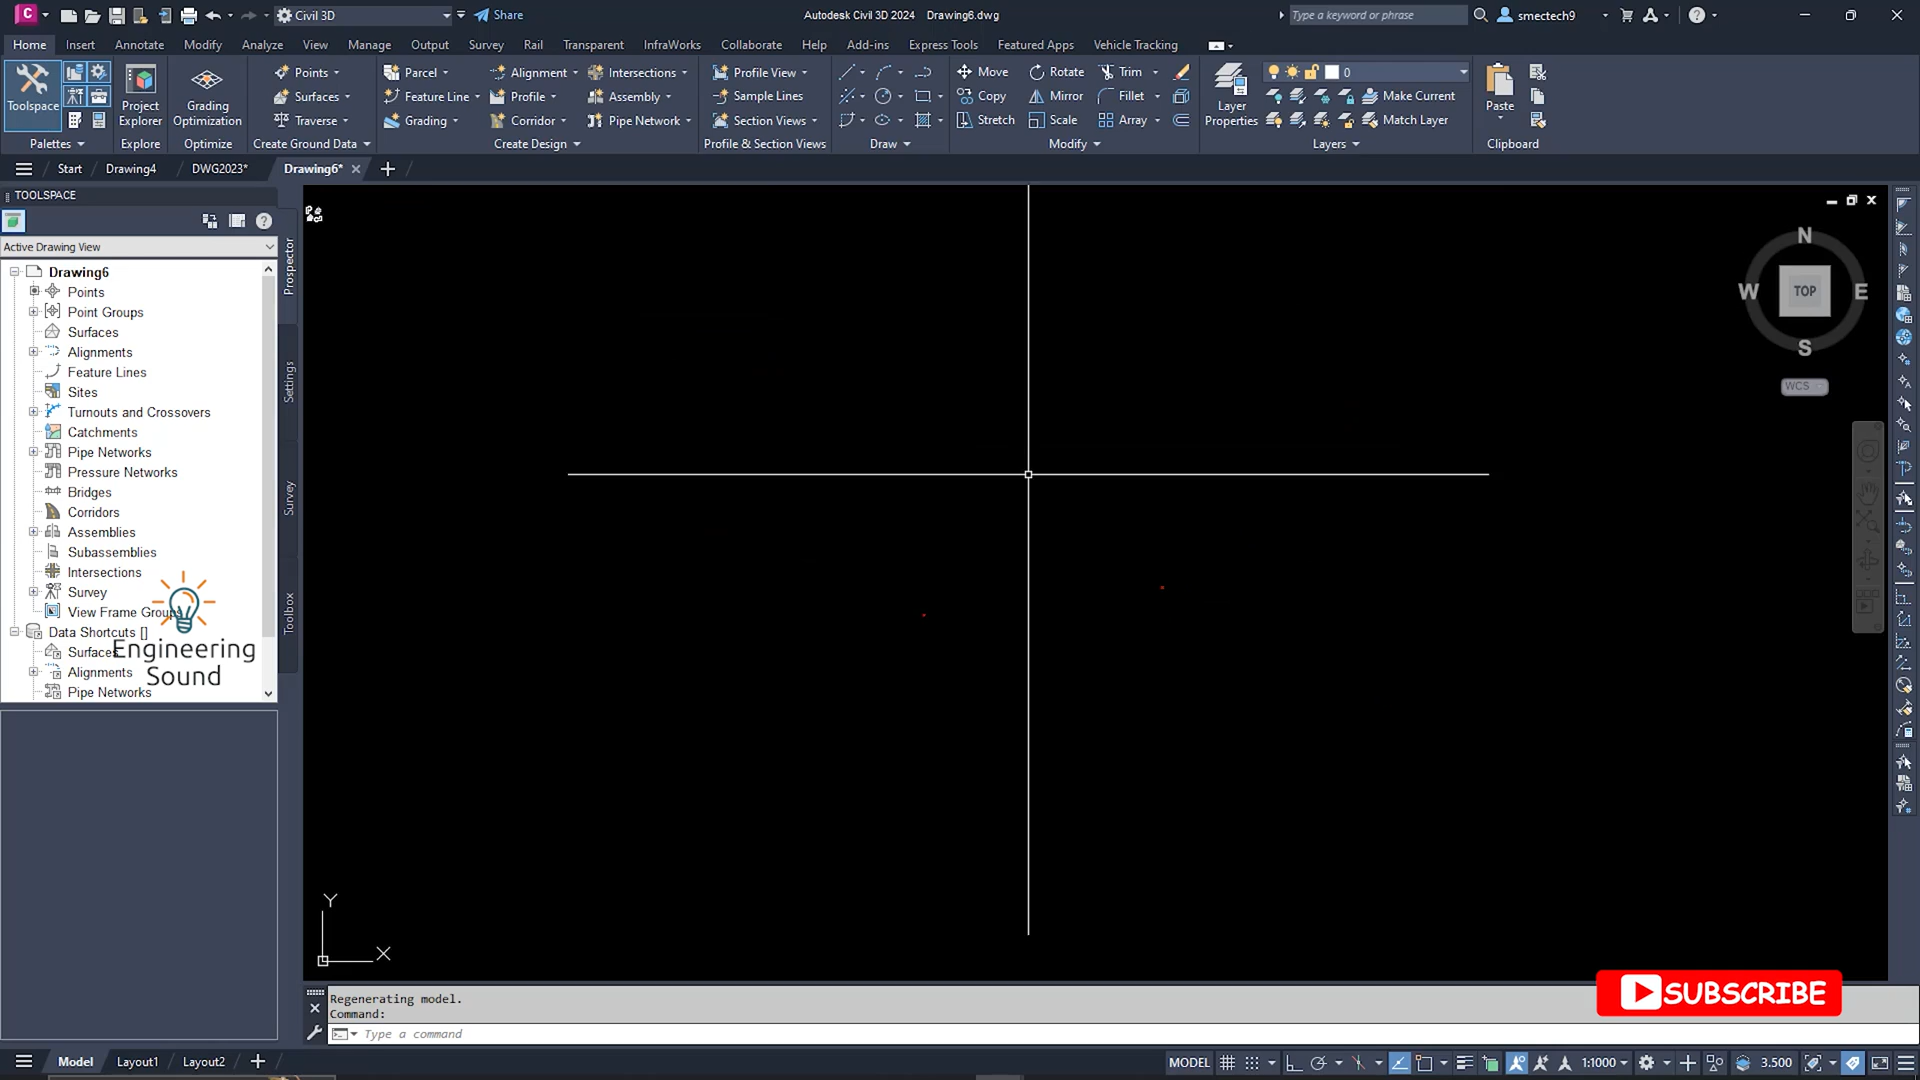 Civil 3D
Share
Autodesk Civil 3D 2024 Drawing6.dwg
Type a keyword or phrase
smectech9
Home Insert Annotate Modify Analyze View Manage Output Survey Rail Transparent InfraWorks Collaborate Help Add-ins Express Tools Featured Apps Vehicle Tracking
Toolspace
Project Explorer
Grading Optimization
Points
Surfaces
Traverse
Parcel
Feature Line
Grading
Alignment
Profile
Corridor
Intersections
Assembly
Pipe Network
Profile View
Sample Lines
Section Views
Move
Copy
Stretch
Rotate
Mirror
Scale
Trim
Fillet
Array
Layer Properties
0
Make Current
Match Layer
Paste
Palettes Explore Optimize Create Ground Data Create Design Profile & Section Views Draw Modify Layers Clipboard
Start Drawing4 DWG2023* Drawing6*
TOOLSPACE
Active Drawing View
Drawing6
Points
Point Groups
Surfaces
Alignments
Feature Lines
Sites
Turnouts and Crossovers
Catchments
Pipe Networks
Pressure Networks
Bridges
Corridors
Assemblies
Subassemblies
Intersections
Survey
View Frame Groups
Data Shortcuts []
Surfaces
Alignments
Pipe Networks
Engineering
Sound
Prospector
Settings
Survey
Toolbox
N
W TOP E
S
WCS
Y
X
Regenerating model.
Command:
Type a command
SUBSCRIBE
Model Layout1 Layout2
MODEL 1:1000 3.500